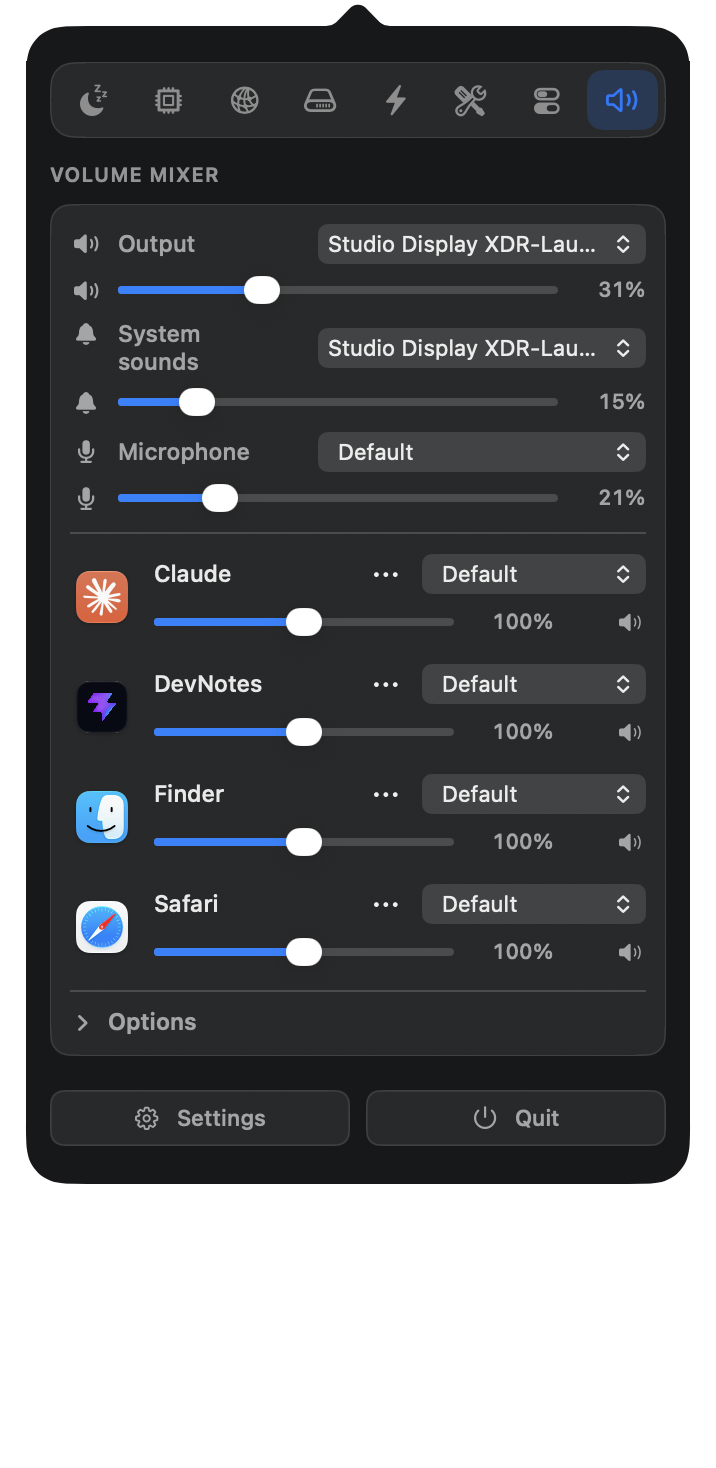 VOLUME MIXER
Output
Studio Display XDR-Lau...
31%
System
sounds
Studio Display XDR-Lau...
15%
Microphone
Default
21%
Claude
Default
100%
DevNotes
Default
100%
Finder
Default
100%
Safari
Default
100%
Options
Settings
Quit